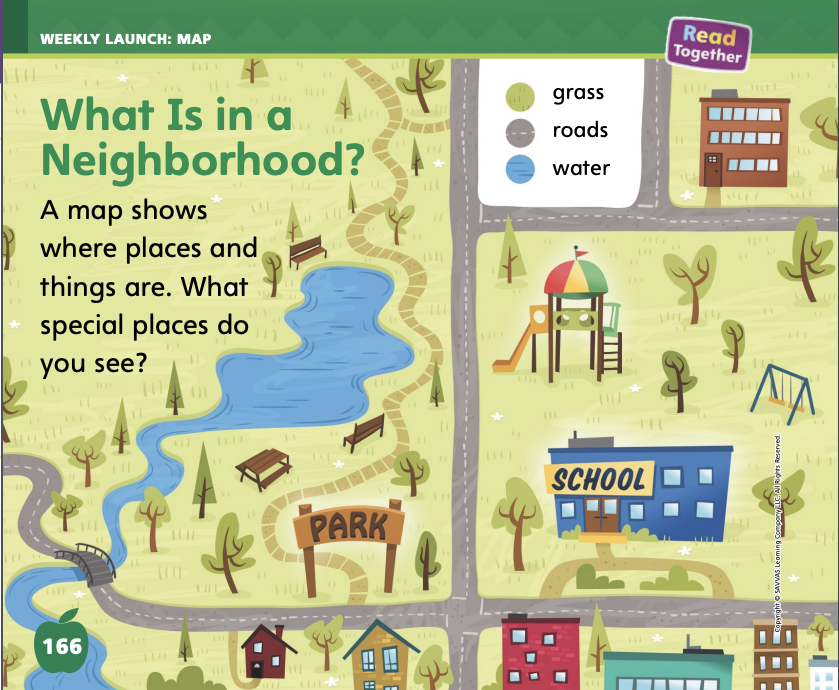 WEEKLY LAUNCH: MAP
Read
Together
What Is in a
Neighborhood?
A map shows
where places and
things are. What
special places do
you see?
grass
roads
water
SCHOOL
PARK
166
Copyright © SAVVAS Learning Company LLC. All Rights Reserved.